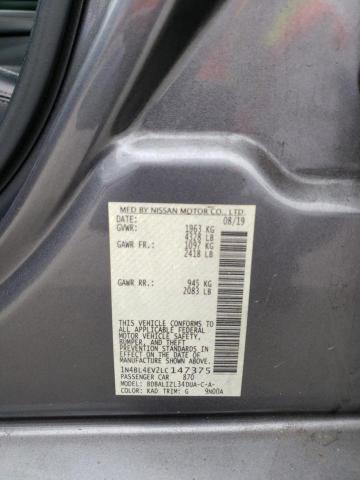 MFD BY NISSAN MOTOR CO., LTD.
DATE: 08/19
GVWR: 1963 KG
4328 LB
GAWR FR: 1097 KG
2418 LB
GAWR RR: 945 KG
2083 LB
THIS VEHICLE CONFORMS TO ALL
APPLICABLE FEDERAL MOTOR
VEHICLE SAFETY, BUMPER, AND
THEFT PREVENTION STANDARDS
IN EFFECT ON THE DATE OF
MANUFACTURE SHOWN ABOVE.
1N4BL4EV2LC147375
PASSENGER CAR 870
MODEL: BDBALIZL34DUA-C-A-
COLOR: KAD TRIM: G 9N00A